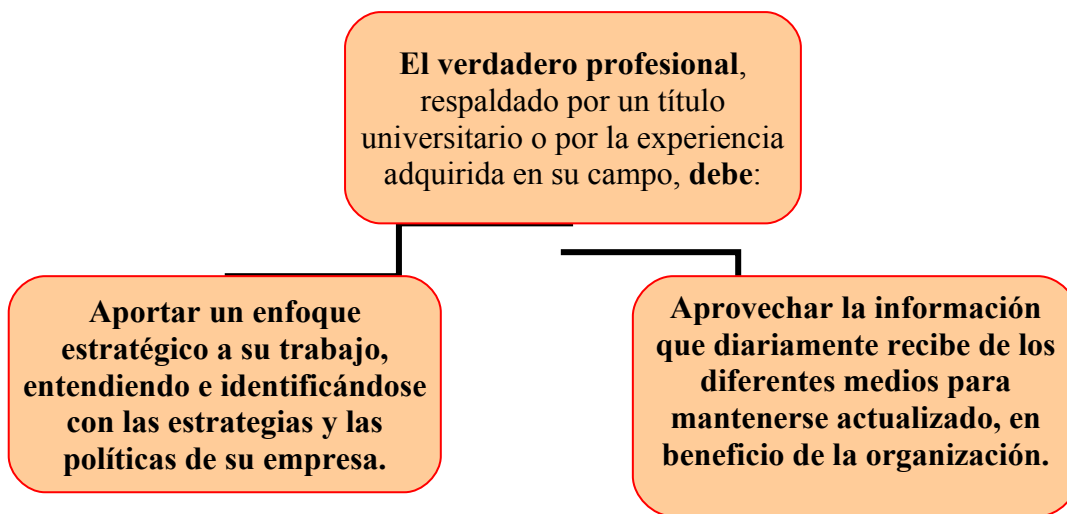 El verdadero profesional,
respaldado por un título
universitario o por la experiencia
adquirida en su campo, debe:
Aportar un enfoque
estratégico a su trabajo,
entendiendo e identificándose
con las estrategias y las
políticas de su empresa.
Aprovechar la información
que diariamente recibe de los
diferentes medios para
mantenerse actualizado, en
beneficio de la organización.